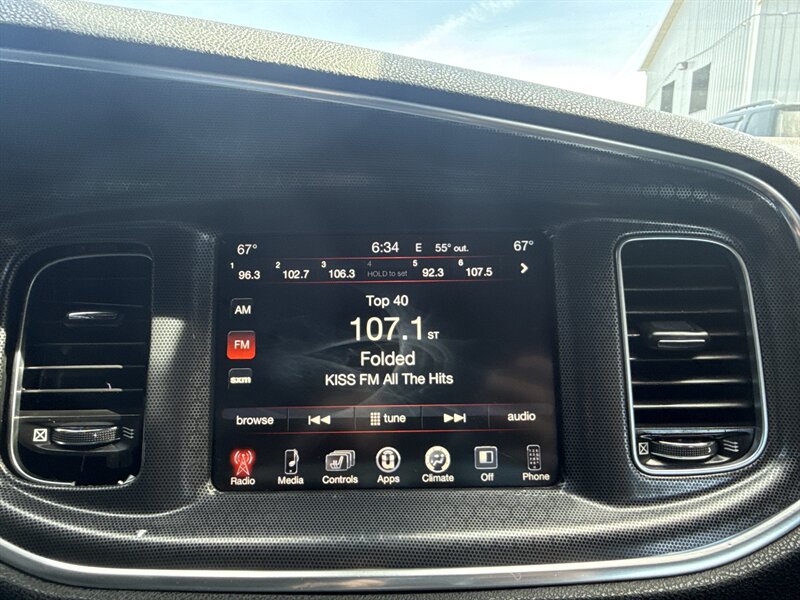 67° 6:34 E 55° out. 67°
1 96.3 2 102.7 3 106.3 4 HOLD to set 5 92.3 6 107.5
Top 40
AM
107.1 ST
FM
Folded
KISS FM All The Hits
sxm
browse tune audio
Radio Media Controls Apps Climate Off Phone